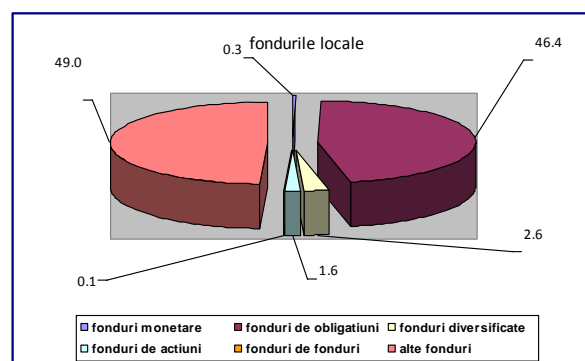 fondurile locale
0.3
46.4
49.0
2.6
1.6
0.1
fonduri monetare
fonduri de obligatiuni
fonduri diversificate
fonduri de actiuni
fonduri de fonduri
alte fonduri